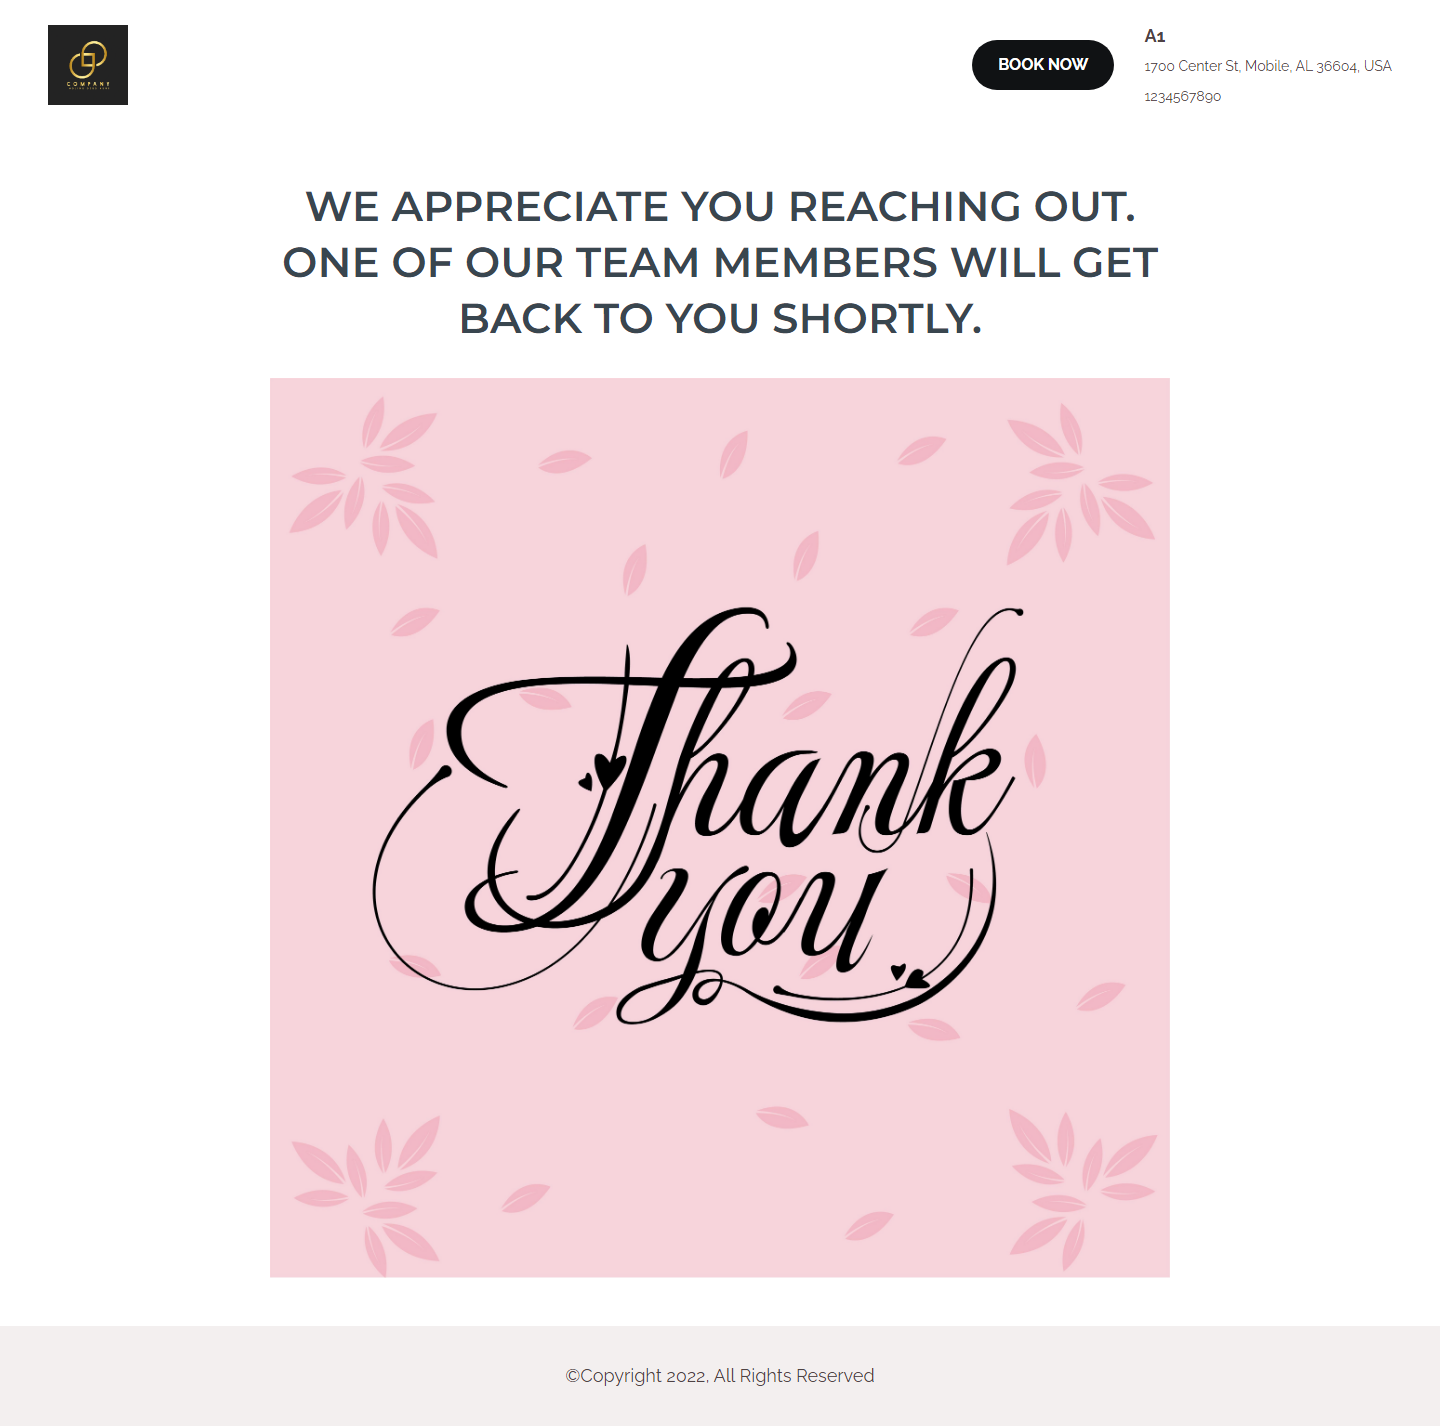 COMPANY
BOOK NOW
A1
1700 Center St, Mobile, AL 36604, USA
1234567890
WE APPRECIATE YOU REACHING OUT.
ONE OF OUR TEAM MEMBERS WILL GET
BACK TO YOU SHORTLY.
Thank
you
©Copyright 2022, All Rights Reserved